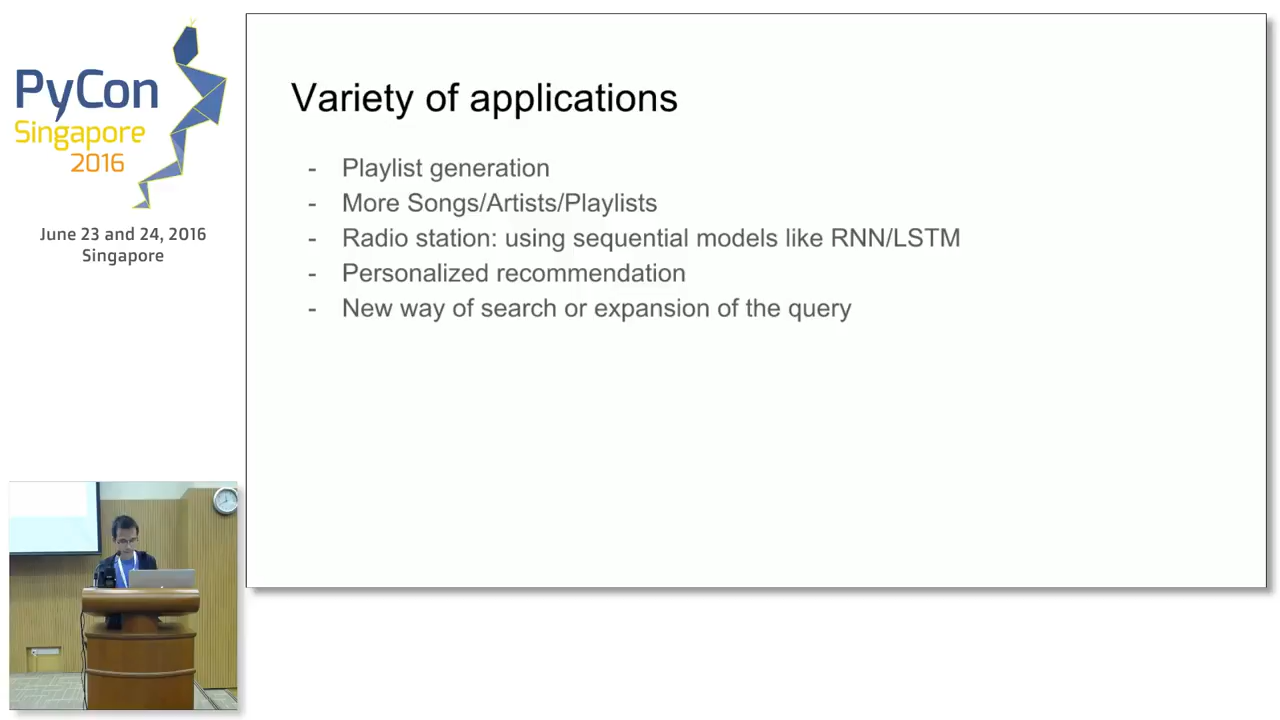 PyCon
Singapore
2016
June 23 and 24, 2016
Singapore
Variety of applications
- Playlist generation
- More Songs/Artists/Playlists
- Radio station: using sequential models like RNN/LSTM
- Personalized recommendation
- New way of search or expansion of the query